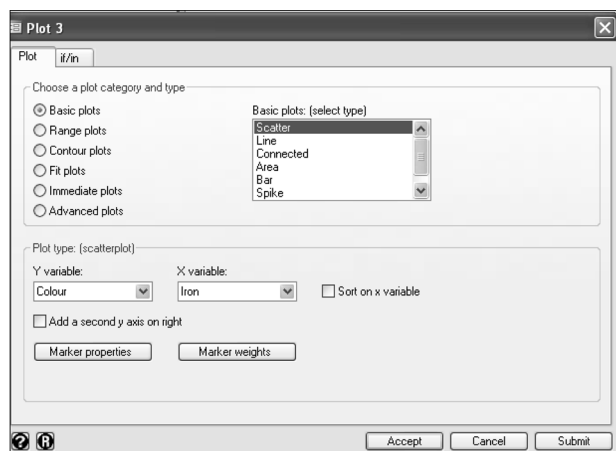 Plot 3
Plot if/in
Choose a plot category and type
Basic plots
Range plots
Contour plots
Fit plots
Immediate plots
Advanced plots
Basic plots: (select type)
Scatter
Line
Connected
Area
Bar
Spike
Plot type: (scatterplot)
Y variable: X variable:
Colour Iron Sort on x variable
Add a second y axis on right
Marker properties Marker weights
? R Accept Cancel Submit